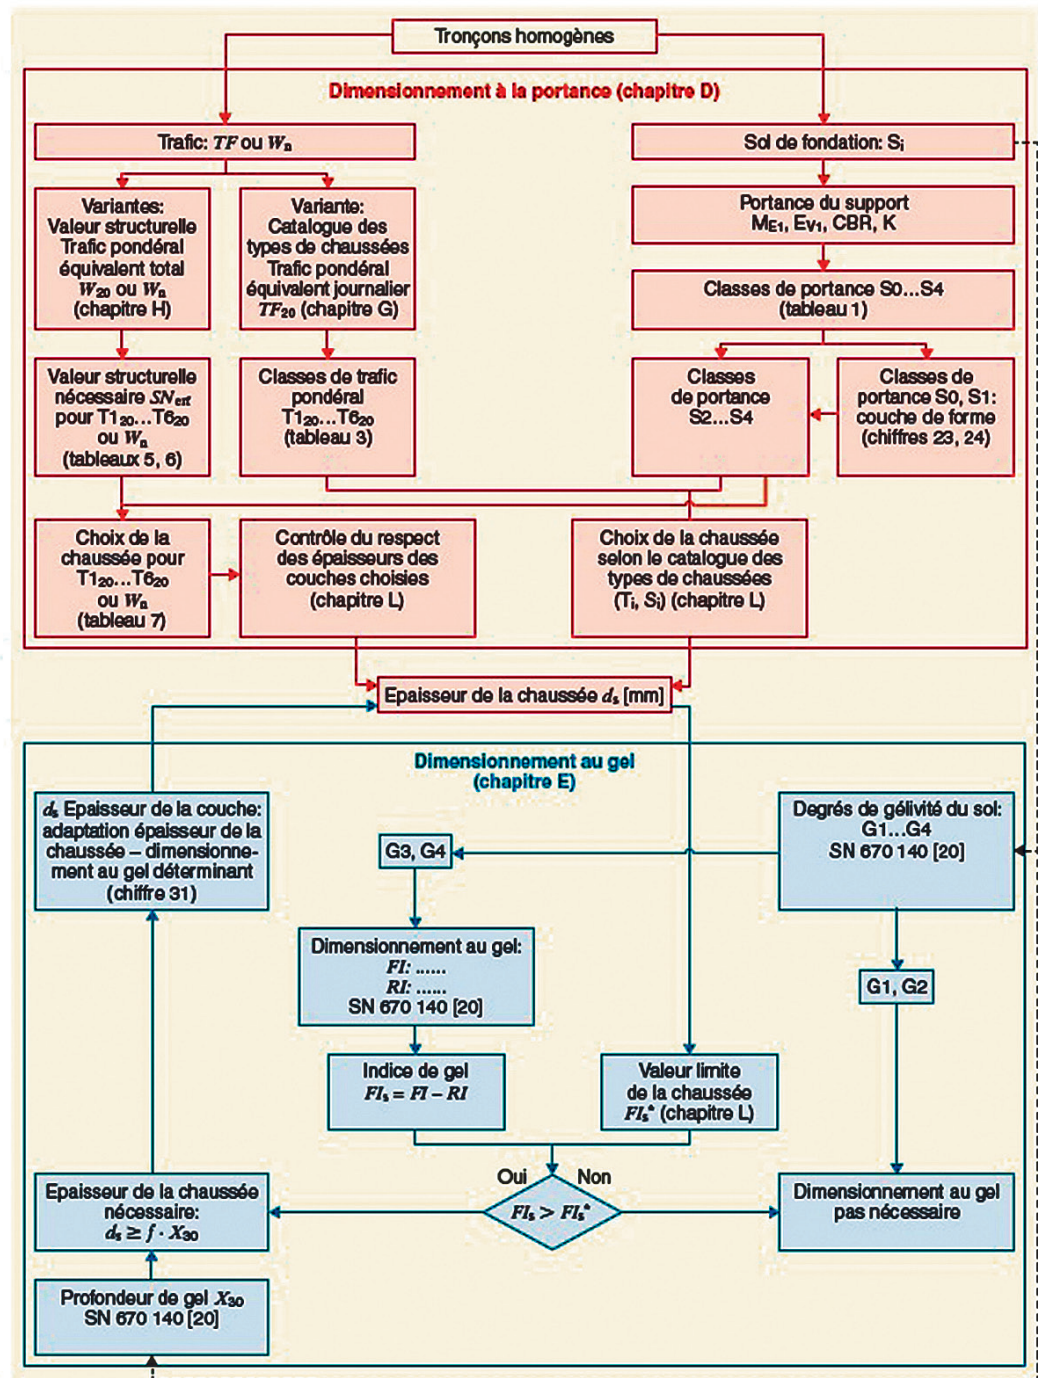 Tronçons homogènes
Dimensionnement à la portance (chapitre D)
Trafic: TF ou Wn
Sol de fondation: Si
Variantes:
Valeur structurelle
Trafic pondéral
équivalent total
W20 ou Wn
(chapitre H)
Variante:
Catalogue des
types de chaussées
Trafic pondéral
équivalent journalier
TF20 (chapitre G)
Portance du support
ME1, EV1, CBR, K
Classes de portance S0...S4
(tableau 1)
Valeur structurelle
nécessaire SNerf
pour T120...T620
ou Wn
(tableaux 5, 6)
Classes de trafic
pondéral
T120...T620
(tableau 3)
Classes
de portance
S2...S4
Classes de
portance S0, S1:
couche de forme
(chiffres 23, 24)
Choix de la
chaussée pour
T120...T620
ou Wn
(tableau 7)
Contrôle du respect
des épaisseurs des
couches choisies
(chapitre L)
Choix de la chaussée
selon le catalogue des
types de chaussées
(Ti, Si) (chapitre L)
Epaisseur de la chaussée ds [mm]
Dimensionnement au gel
(chapitre E)
ds Epaisseur de la couche:
adaptation épaisseur de la
chaussée – dimensionne-
ment au gel déterminant
(chiffre 31)
G3, G4
Degrés de gélivité du sol:
G1...G4
SN 670 140 [20]
Dimensionnement au gel:
FI: ......
RI: ......
SN 670 140 [20]
G1, G2
Indice de gel
FIs = FI – RI
Valeur limite
de la chaussée
FIs* (chapitre L)
Oui Non
FIs > FIs*
Epaisseur de la chaussée
nécessaire:
ds ≥ f · X30
Dimensionnement au gel
pas nécessaire
Profondeur de gel X30
SN 670 140 [20]